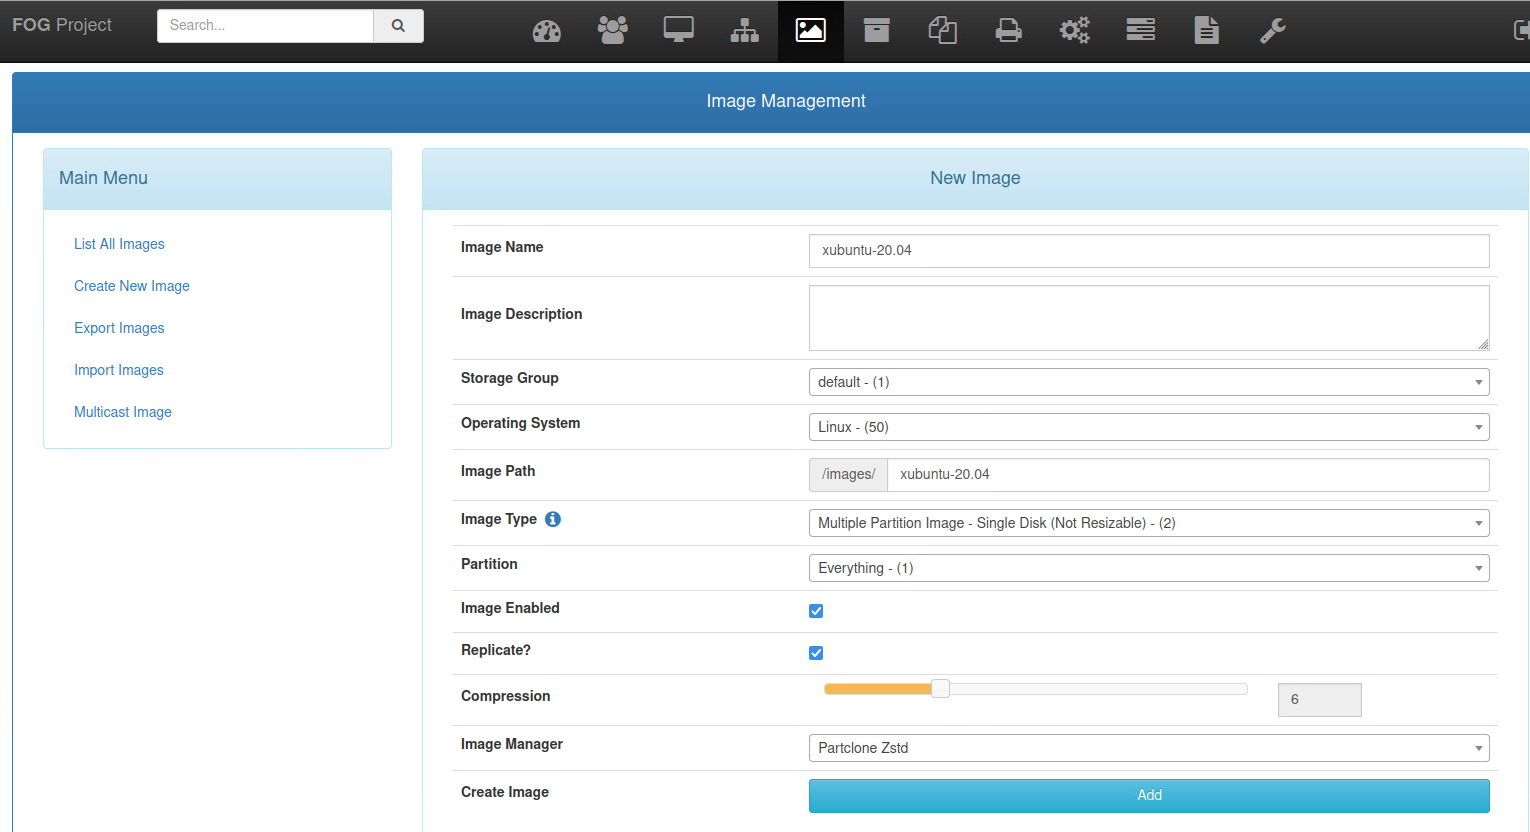 FOG Project
Search...
Image Management
Main Menu
List All Images
Create New Image
Export Images
Import Images
Multicast Image
New Image
Image Name
xubuntu-20.04
Image Description
Storage Group
default - (1)
Operating System
Linux - (50)
Image Path
/images/ xubuntu-20.04
Image Type
Multiple Partition Image - Single Disk (Not Resizable) - (2)
Partition
Everything - (1)
Image Enabled
Replicate?
Compression
6
Image Manager
Partclone Zstd
Create Image
Add